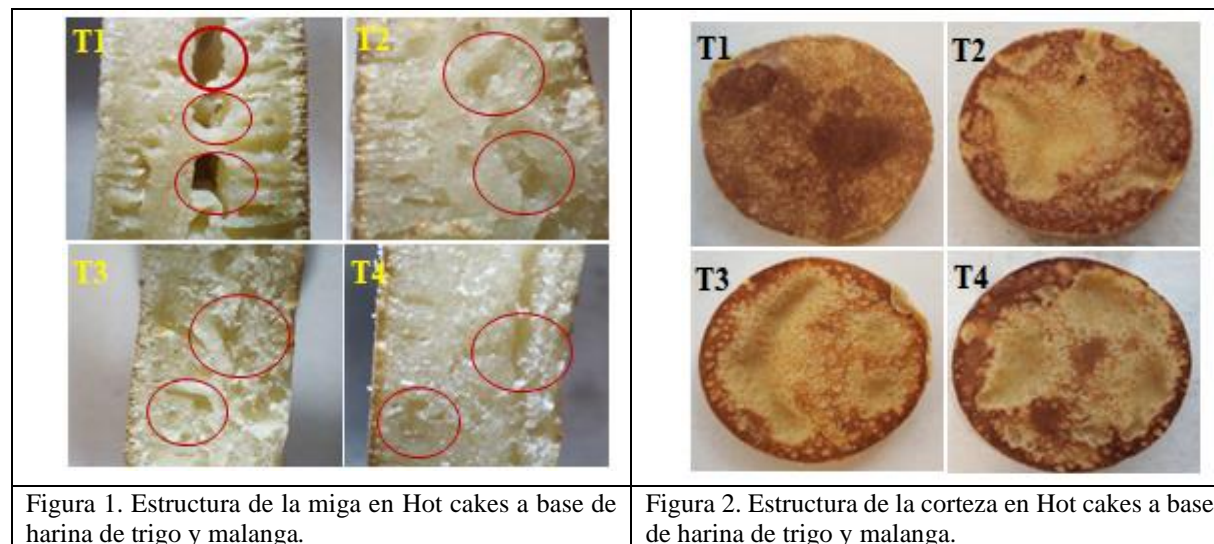 T1
T2
T3
T4
T1
T2
T3
T4
Figura 1. Estructura de la miga en Hot cakes a base de
harina de trigo y malanga.
Figura 2. Estructura de la corteza en Hot cakes a base
de harina de trigo y malanga.